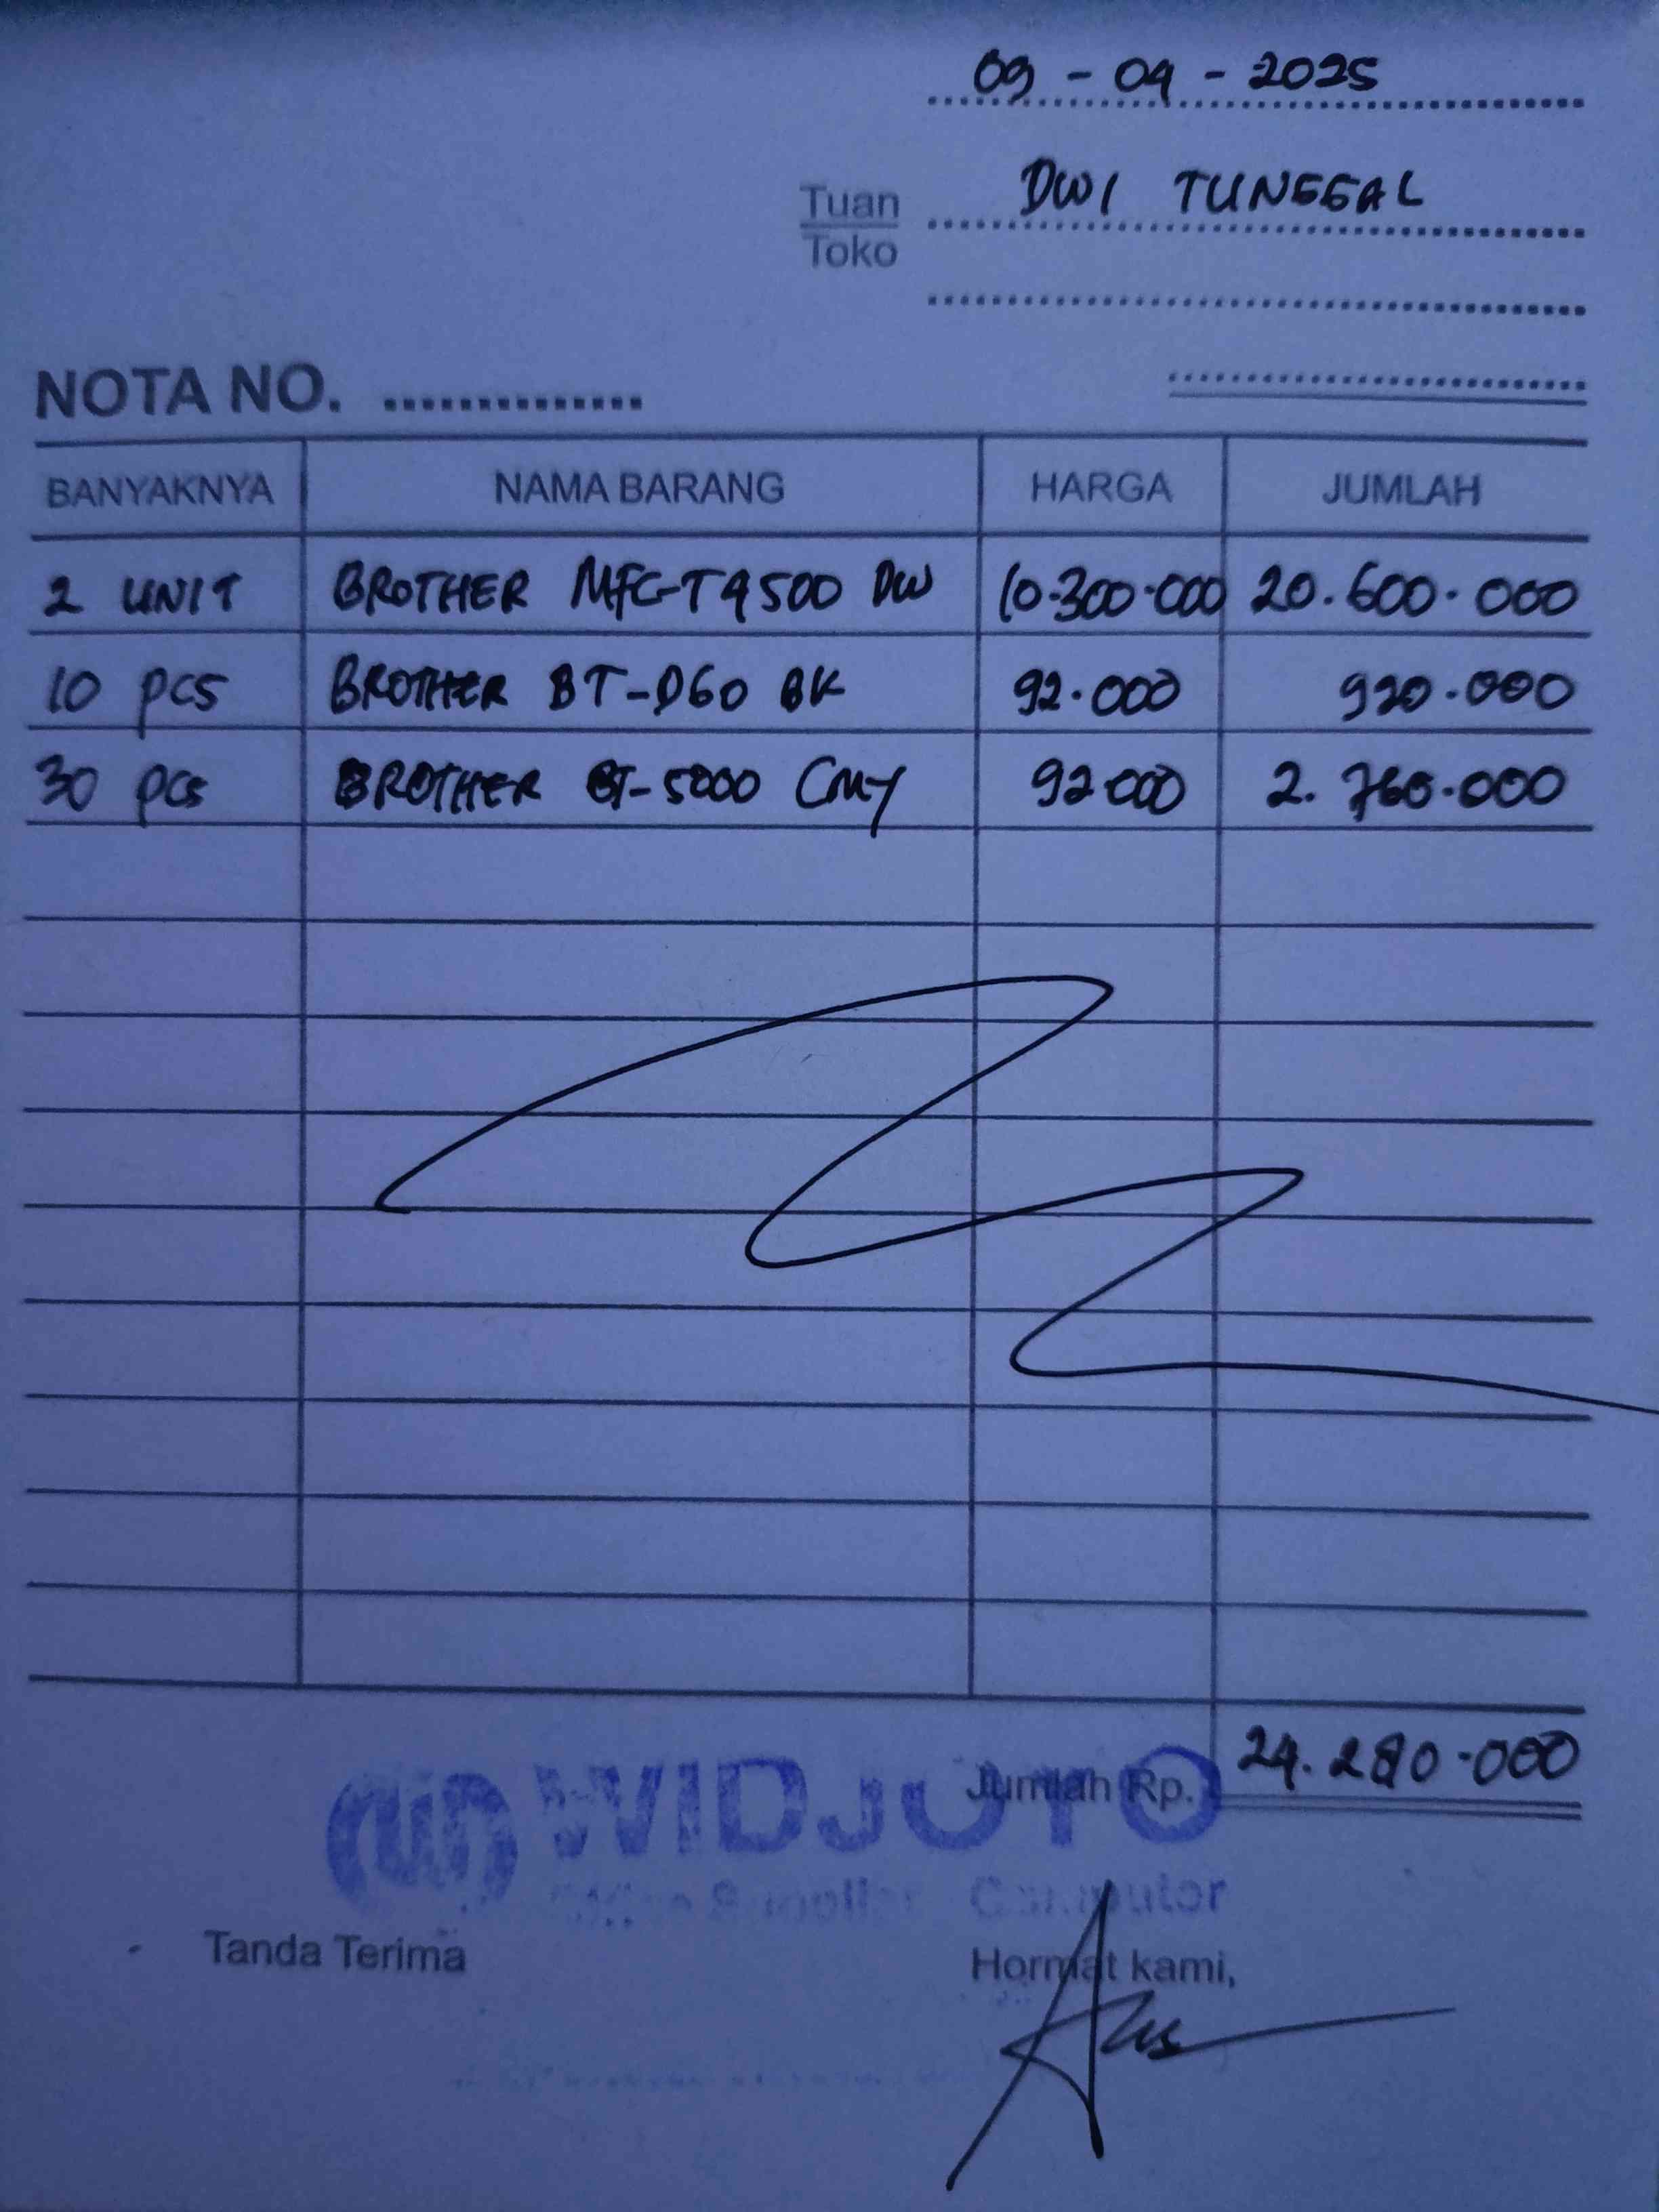 09 - 04 - 2025
Tuan DWI TUNGGAL
Toko
NOTA NO. ..............
BANYAKNYA NAMA BARANG HARGA JUMLAH
2 UNIT BROTHER MFC-T4500 DW 10.300.000 20.600.000
10 pcs BROTHER BT-D60 BK 92.000 920.000
30 pcs BROTHER BT-5000 CMY 92.000 2.760.000
Jumlah Rp. 24.280.000
WIDJOYO
Computer
Tanda Terima Hormat kami,